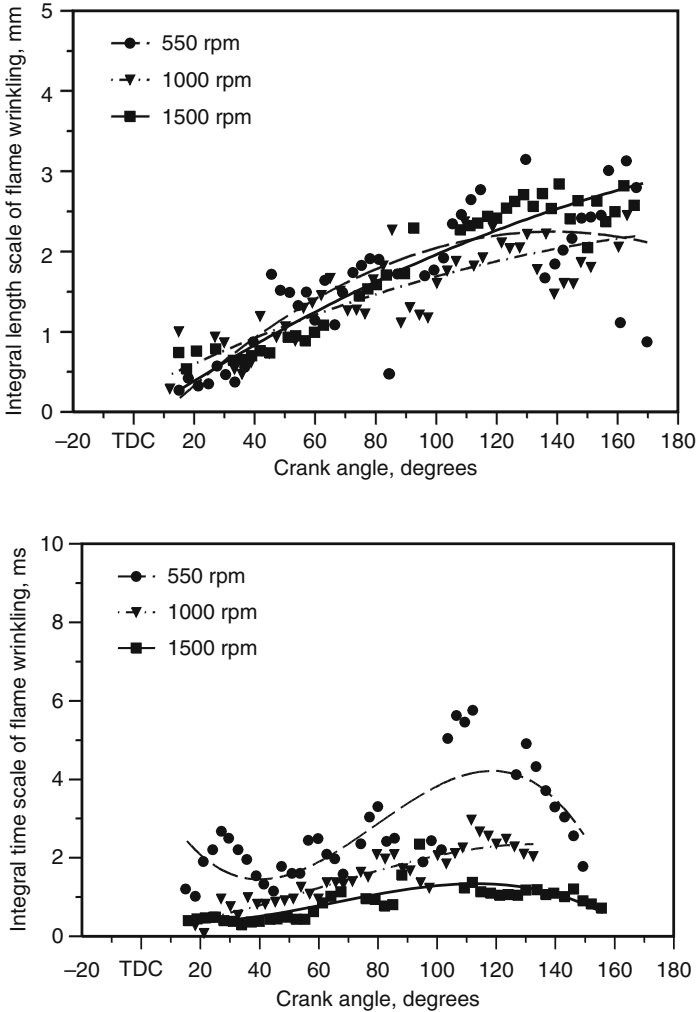 Integral length scale of flame wrinkling, mm
5
4
3
2
1
0
550 rpm
1000 rpm
1500 rpm
–20 TDC 20 40 60 80 100 120 140 160 180
Crank angle, degrees
Integral time scale of flame wrinkling, ms
10
8
6
4
2
0
550 rpm
1000 rpm
1500 rpm
–20 TDC 20 40 60 80 100 120 140 160 180
Crank angle, degrees